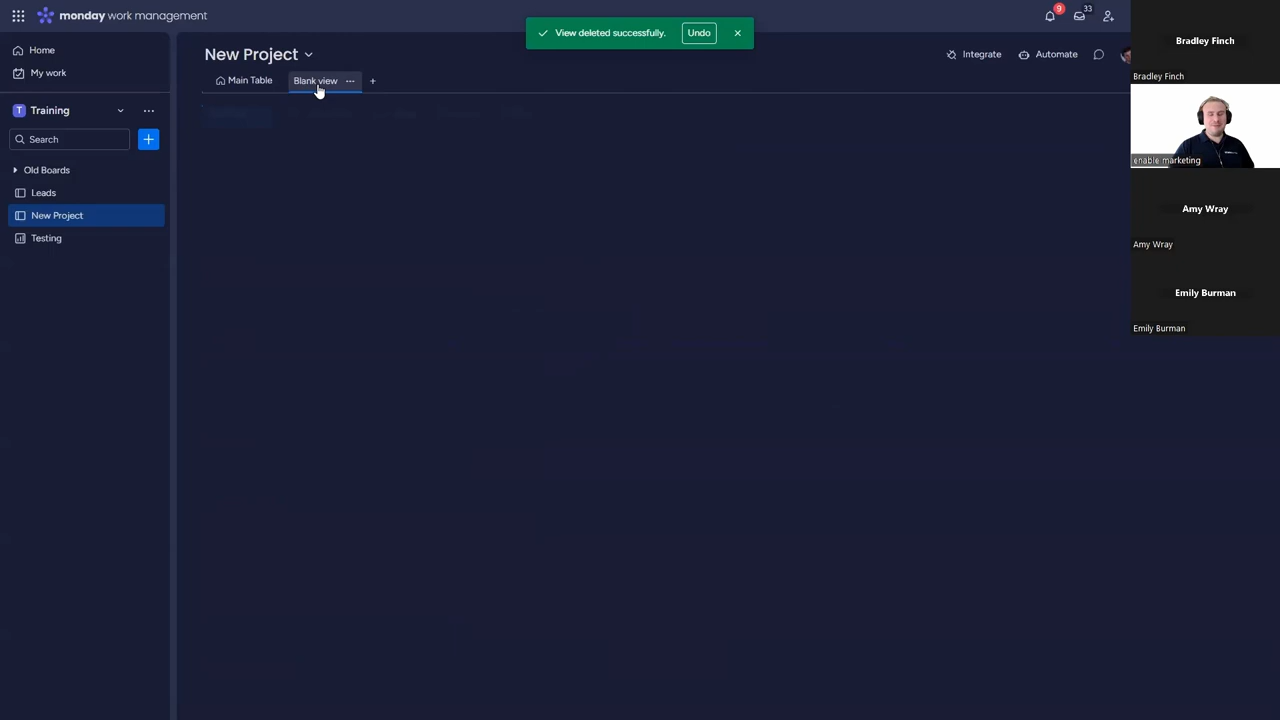 monday work management
View deleted successfully.
Undo
9
33
Home
My work
New Project
Integrate
Automate
Main Table
Blank view
T Training
Search
Old Boards
Leads
New Project
Testing
Bradley Finch
Bradley Finch
enable marketing
Amy Wray
Amy Wray
Emily Burman
Emily Burman